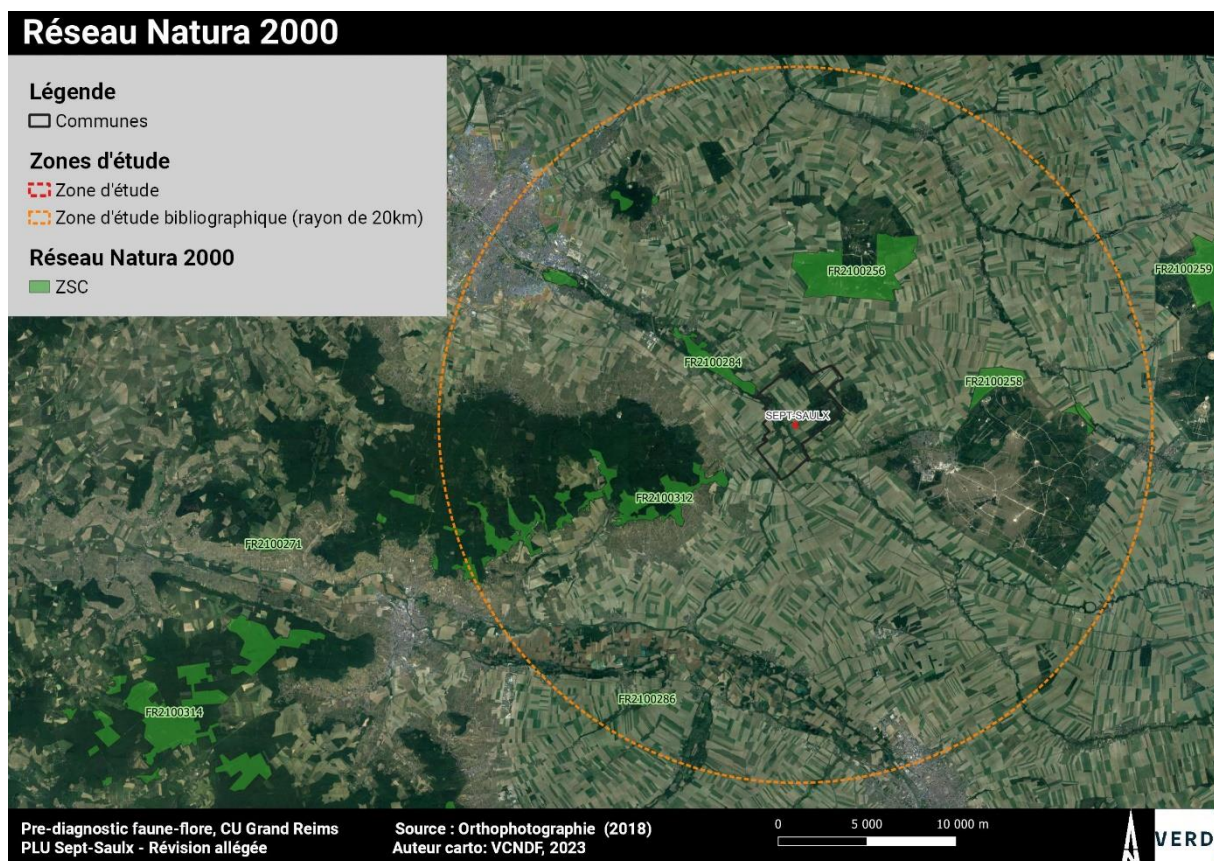 Réseau Natura 2000
Légende
Communes
Zones d'étude
Zone d'étude
Zone d'étude bibliographique (rayon de 20km)
Réseau Natura 2000
ZSC
FR2100256
FR2100259
FR2100284
FR2100258
SEPT-SAULX
FR2100312
FR2100271
FR2100286
FR2100314
Pre-diagnostic faune-flore, CU Grand Reims
PLU Sept-Saulx - Révision allégée
Source : Orthophotographie (2018)
Auteur carto: VCNDF, 2023
0 5 000 10 000 m
VERD